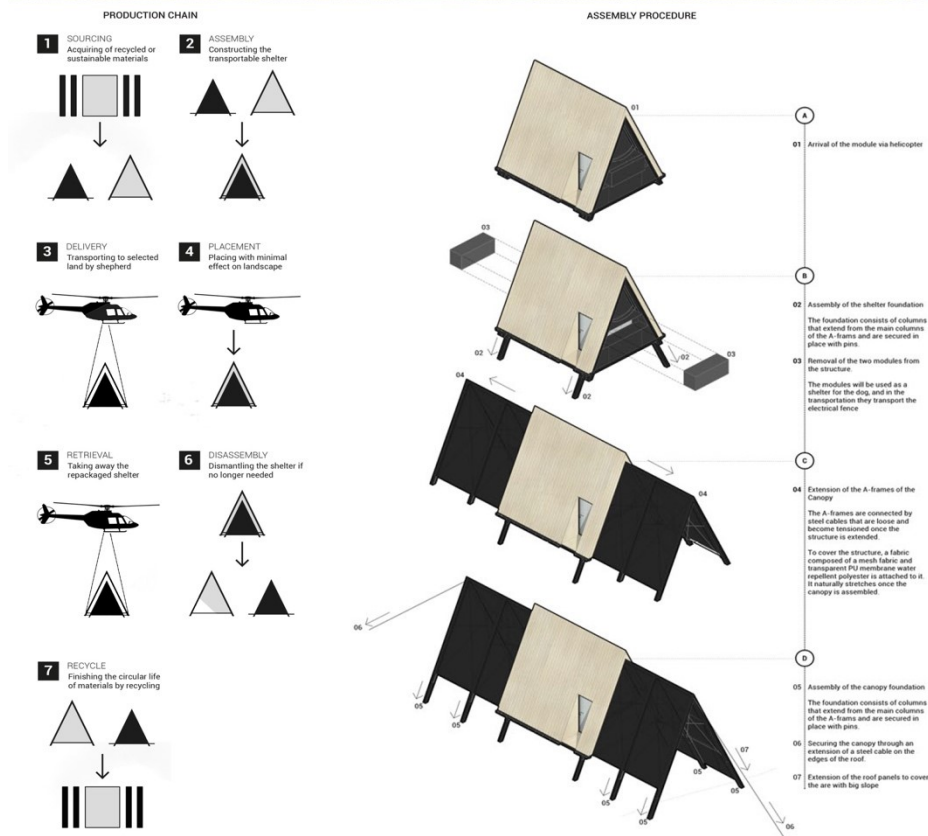 PRODUCTION CHAIN
1
SOURCING
Acquiring of recycled or
sustainable materials
2
ASSEMBLY
Constructing the
transportable shelter
3
DELIVERY
Transporting to selected
land by shepherd
4
PLACEMENT
Placing with minimal
effect on landscape
5
RETRIEVAL
Taking away the
repackaged shelter
6
DISASSEMBLY
Dismantling the shelter if
no longer needed
7
RECYCLE
Finishing the circular life
of materials by recycling
ASSEMBLY PROCEDURE
01
A
01 Arrival of the module via helicopter
03
B
02
02
02
03
02 Assembly of the shelter foundation
The foundation consists of columns
that extend from the main columns
of the A-frams and are secured in
place with pins.
03 Removal of the two modules from
the structure.
The modules will be used as a
shelter for the dog, and in the
transportation they transport the
electrical fence
04
C
04
04 Extension of the A-frames of the
Canopy
The A-frames are connected by
steel cables that are loose and
become tensioned once the
structure is extended.
To cover the structure, a fabric
composed of a mesh fabric and
transparent PU membrane water
repellent polyester is attached to it.
It naturally stretches once the
canopy is assembled.
06
D
05
05
07
05
05
05
05
06
05 Assembly of the canopy foundation
The foundation consists of columns
that extend from the main columns
of the A-frams and are secured in
place with pins.
06 Securing the canopy through an
extension of a steel cable on the
edges of the roof.
07 Extension of the roof panels to cover
the are with big slope